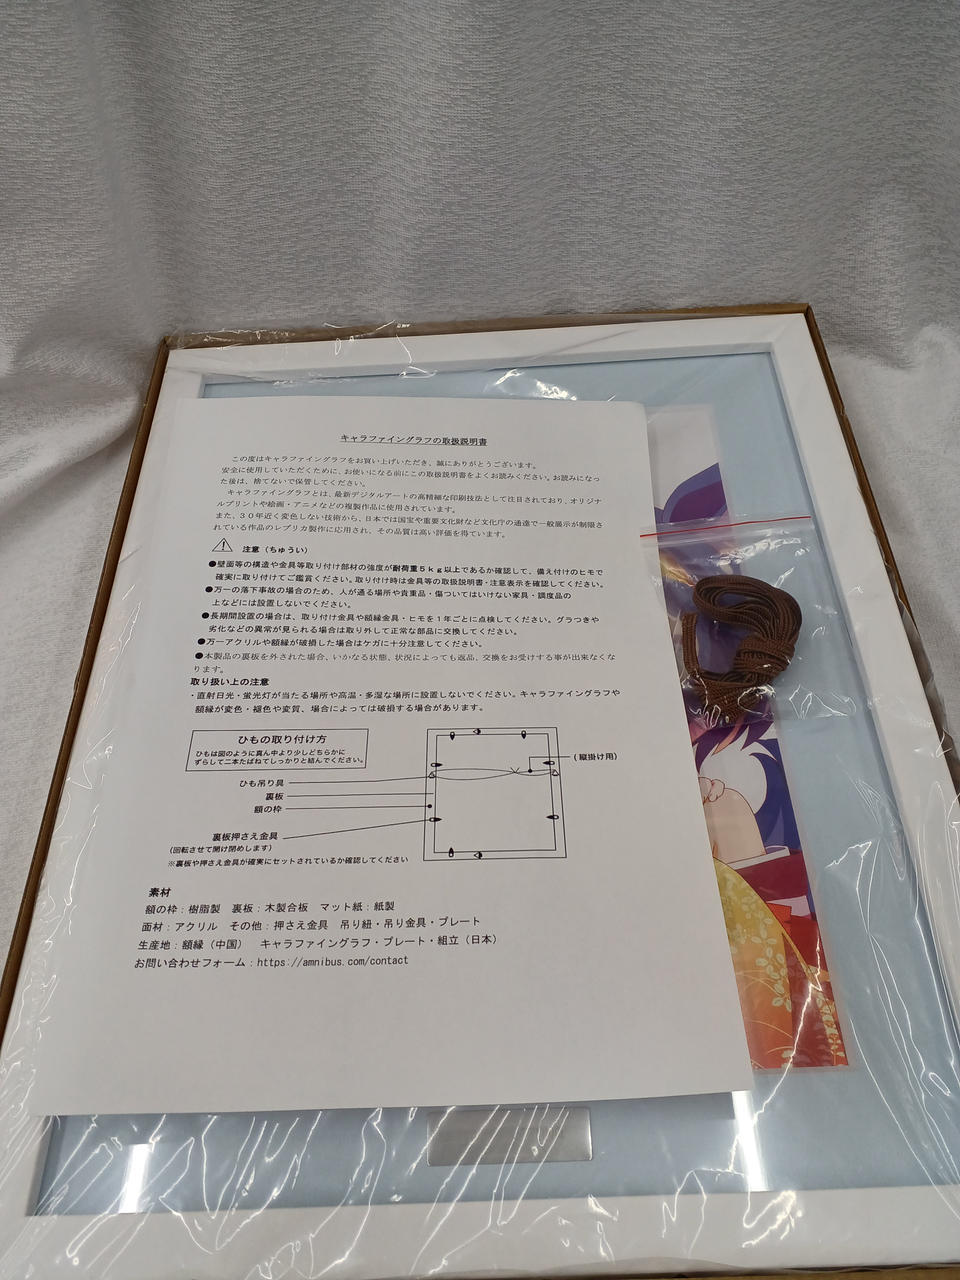 キャラファイングラフの取扱説明書
この度はキャラファイングラフをお買い上げいただき、誠にありがとうございます。
安全に使用していただくために、お使いになる前にこの取扱説明書をよくお読みください。お読みになっ
た後は、捨てないで保管してください。
キャラファイングラフとは、最新デジタルアートの高精細な印刷技法として注目されており、オリジナ
ルプリントや絵画・アニメなどの複製作品に使用されています。
また、30年近く変色しない技術から、日本では国宝や重要文化財など文化庁の通達で一般展示が制限さ
れている作品のレプリカ製作に応用され、その品質は高い評価を得ています。
注意（ちゅうい）
●壁面等の構造や金具等取り付け部材の強度が耐荷重5kg以上であるか確認して、備え付けのヒモで
確実に取り付けてご鑑賞ください。取り付け時は金具等の取扱説明書・注意表示を確認してください。
●万一の落下事故の場合のため、人が通る場所や貴重品・傷ついてはいけない家具・調度品の
上などには設置しないでください。
●長期間設置の場合は、取り付け金具や額縁金具・ヒモを1年ごとに点検してください。グラつきや
劣化などの異常が見られる場合は取り外して正常な部品に交換してください。
●万一アクリルや額縁が破損した場合はケガに十分注意してください。
●本製品の裏板を外された場合、いかなる状態、状況によっても返品、交換をお受けする事が出来なくな
ります。
取り扱い上の注意
・直射日光・蛍光灯が当たる場所や高温・多湿な場所に設置しないでください。キャラファイングラフや
額縁が変色・褪色や変質、場合によっては破損する場合があります。
ひもの取り付け方
ひもは図のように真ん中より少しどちらかに
ずらして二本たばねてしっかりと結んでください。
(縦掛け用)
ひも吊り具
裏板
額の枠
裏板押さえ金具
(回転させて開け閉めします)
※裏板や押さえ金具が確実にセットされているか確認してください
素材
額の枠：樹脂製　裏板：木製合板　マット紙：紙製
面材：アクリル　その他：押さえ金具　吊り紐・吊り金具・プレート
生産地：額縁（中国）　キャラファイングラフ・プレート・組立（日本）
お問い合わせフォーム：https://amnibus.com/contact